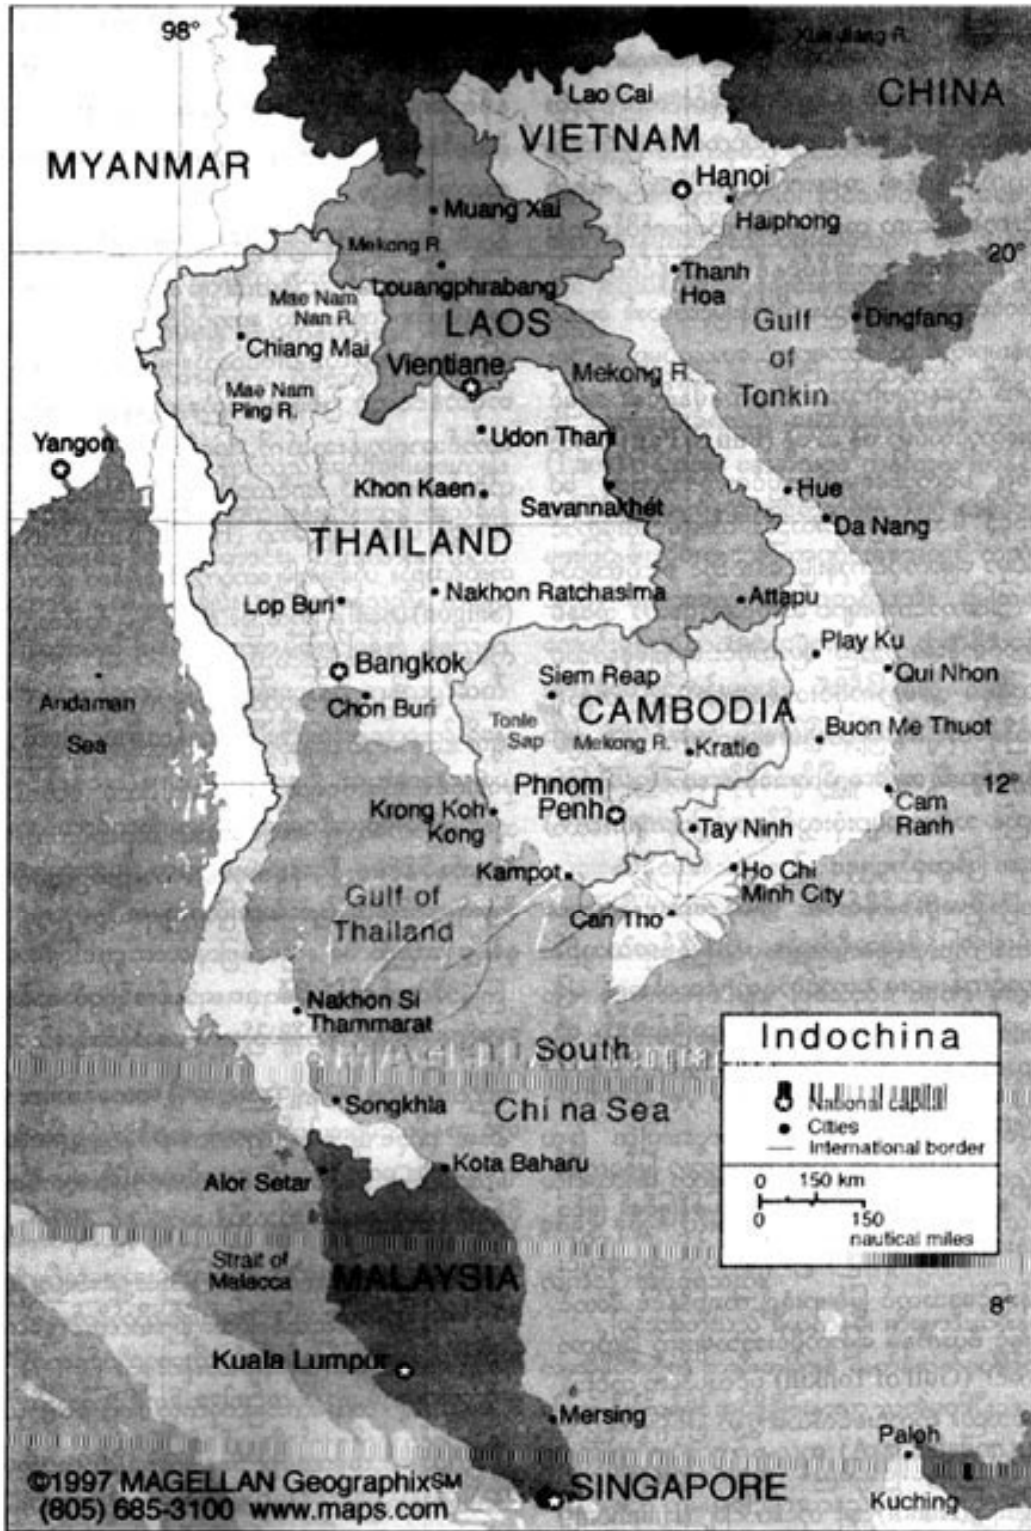 98°
Xun Jiang R.
CHINA
Lao Cai
VIETNAM
MYANMAR
Hanoi
Haiphong
Muang Xai
Mekong R.
20°
Louangphrabang
Thanh
Hoa
Mae Nam
Nan R.
LAOS
Gulf
of
Tonkin
Dingfang
Chiang Mai
Vientiane
Mekong R.
Mae Nam
Ping R.
Yangon
Udon Thani
Khon Kaen
Savannakhet
Hue
Da Nang
THAILAND
Nakhon Ratchasima
Lop Buri
Attapu
Play Ku
Qui Nhon
Bangkok
Siem Reap
Andaman
Sea
Chon Buri
CAMBODIA
Tonle
Sap
Mekong R.
Kratie
Buon Me Thuot
12°
Phnom
Penh
Krong Koh
Kong
Cam
Ranh
Tay Ninh
Kampot
Ho Chi
Minh City
Gulf of
Thailand
Can Tho
Nakhon Si
Thammarat
South
China Sea
Songkhla
Kota Baharu
Alor Setar
Indochina
National capital
Cities
International border
0 150 km
0 150
nautical miles
Strait of
Malacca
MALAYSIA
8°
Kuala Lumpur
Mersing
Paloh
Kuching
SINGAPORE
©1997 MAGELLAN Geographix℠
(805) 685-3100 www.maps.com